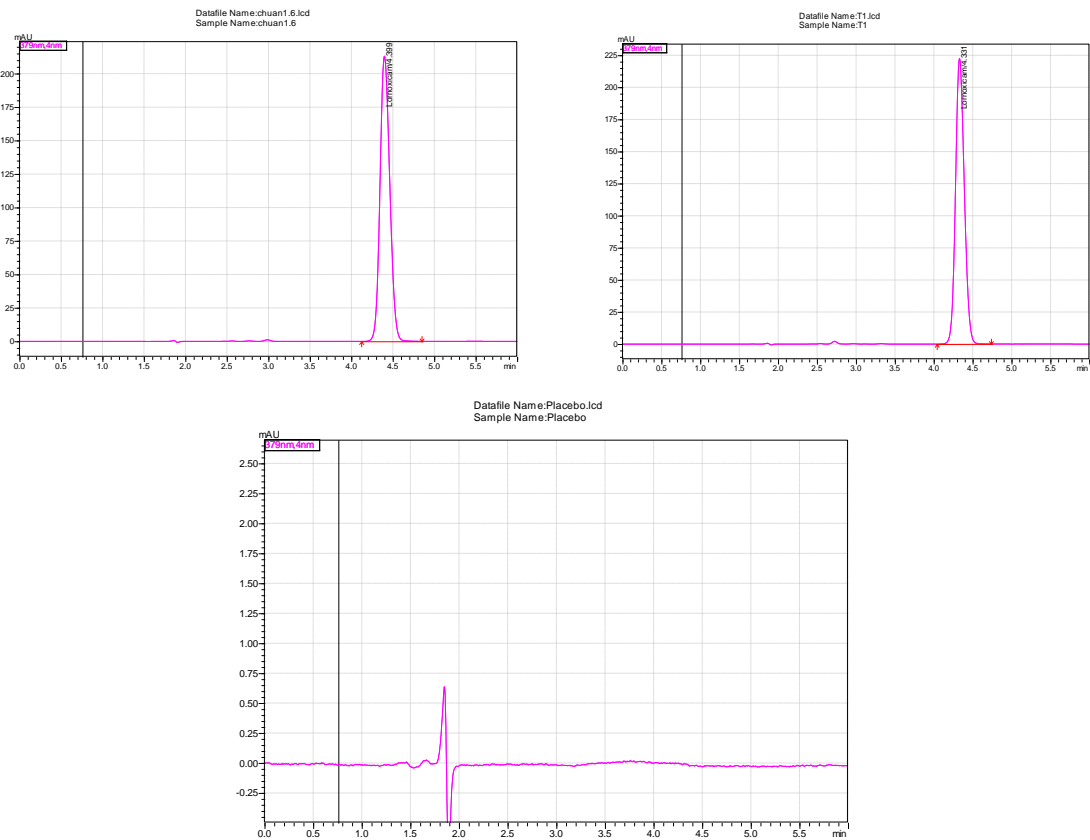 Datafile Name:chuan1.6.lcd
Sample Name:chuan1.6
mAU
379nm,4nm
Lornoxicam/4.399
200
175
150
125
100
75
50
25
0
0.0 0.5 1.0 1.5 2.0 2.5 3.0 3.5 4.0 4.5 5.0 5.5 min
Datafile Name:T1.lcd
Sample Name:T1
mAU
379nm,4nm
Lornoxicam/4.331
225
200
175
150
125
100
75
50
25
0
0.0 0.5 1.0 1.5 2.0 2.5 3.0 3.5 4.0 4.5 5.0 5.5 min
Datafile Name:Placebo.lcd
Sample Name:Placebo
mAU
379nm,4nm
2.50
2.25
2.00
1.75
1.50
1.25
1.00
0.75
0.50
0.25
0.00
-0.25
0.0 0.5 1.0 1.5 2.0 2.5 3.0 3.5 4.0 4.5 5.0 5.5 min